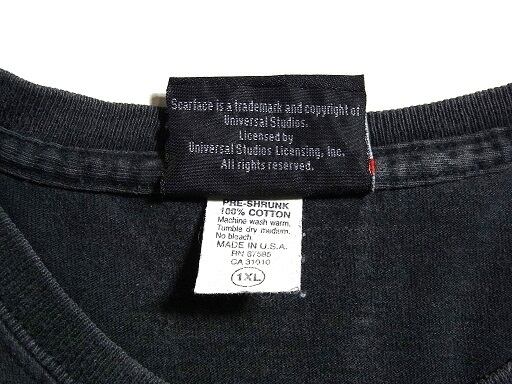 Scarface is a trademark and copyright of
Universal Studios.
Licensed by
Universal Studios Licensing, Inc.
All rights reserved.
PRE-SHRUNK
100% COTTON
Machine wash warm.
Tumble dry medium.
No bleach.
MADE IN U.S.A.
RN 67585
CA 31010
1XL